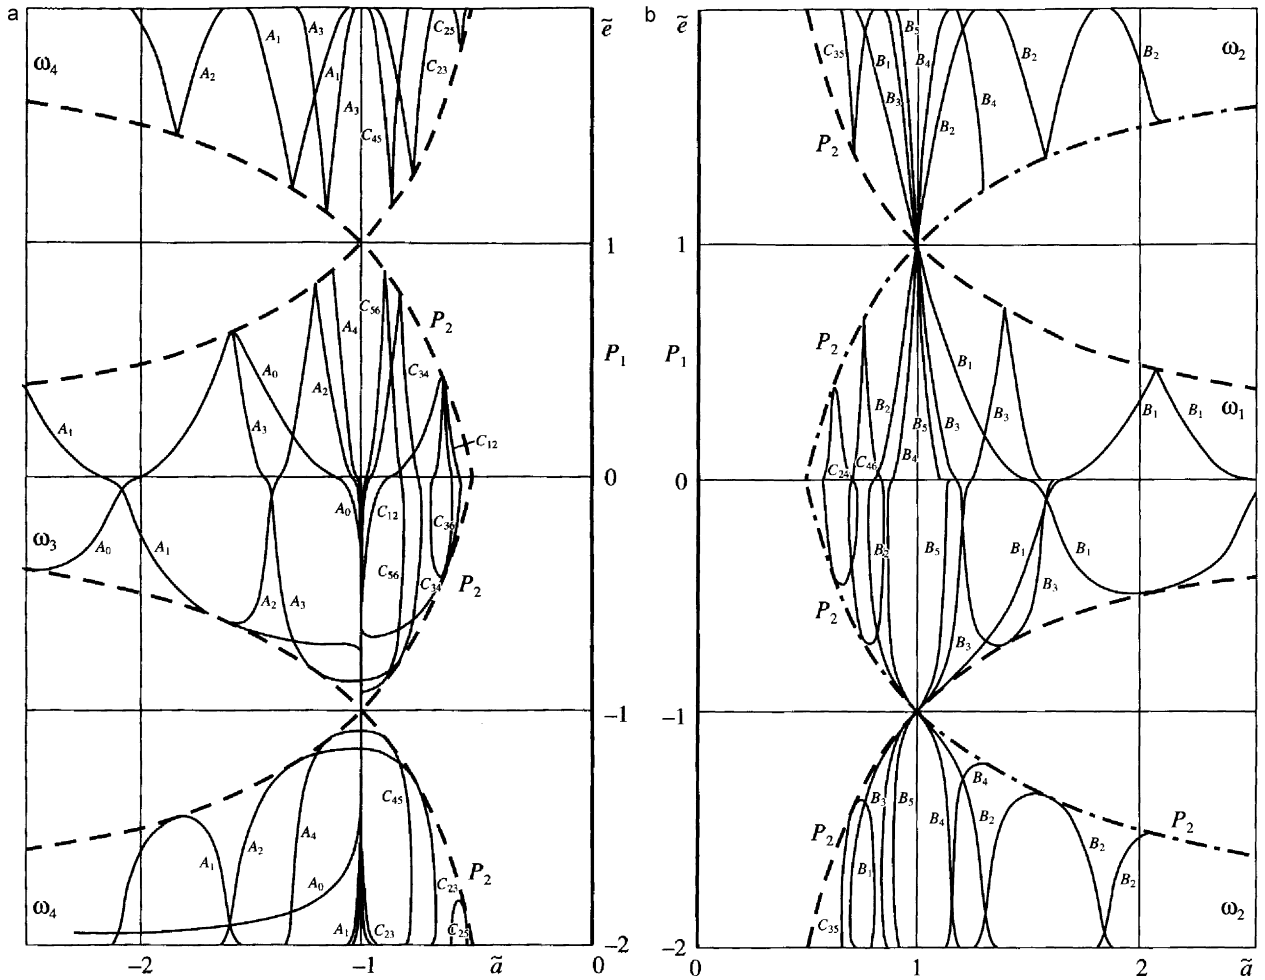 a
A₁
A₃
C₂₅
ẽ
ω₄
A₂
A₁
C₂₃
A₃
C₄₅
1
C₅₆
P₂
A₄
P₁
A₀
A₂
C₃₄
A₁
A₃
C₁₂
0
A₀
C₁₂
C₃₆
ω₃
A₀
A₁
C₅₆
C₃₄
P₂
A₂
A₃
-1
C₄₅
A₄
A₁
A₂
A₀
C₂₃
P₂
ω₄
A₁
C₂₃
C₂₅
-2
-2
-1
ã
0
b
ẽ
C₃₅
B₅
B₁
B₄
B₂
B₂
ω₂
B₃
B₄
P₂
B₂
1
P₂
P₁
B₁
B₂
B₅
B₃
B₃
B₁
B₁
ω₁
C₂₄
C₄₆
B₄
0
B₂
B₅
B₁
B₁
B₃
P₂
B₃
-1
B₄
B₃
B₅
B₄
B₂
P₂
P₂
B₁
B₂
B₂
C₃₅
ω₂
-2
0
1
2
ã